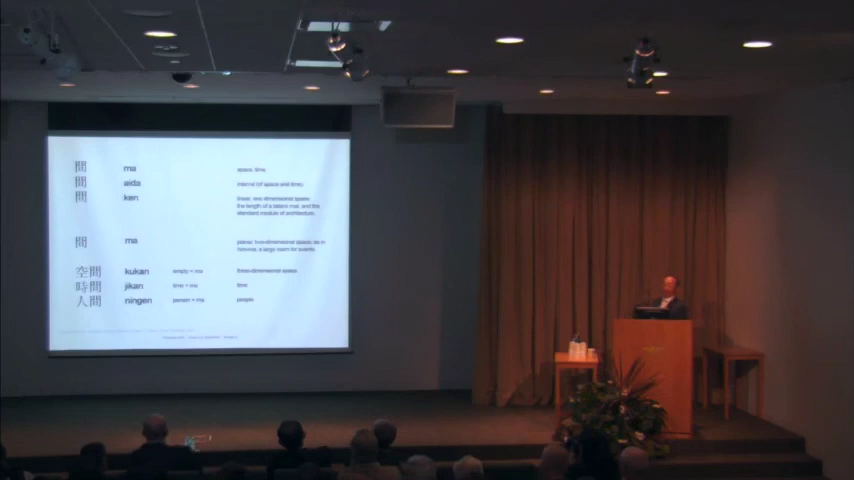 間 ma space, time
間 aida interval (of space and time)
間 ken linear, one dimensional space;
the length of a tatami mat, and the
standard module of architecture.
間 ma planar, two-dimensional space; as in
a large room for events.
空間 kukan empty + ma three-dimensional space
時間 jikan time + ma time
人間 ningen person + ma people